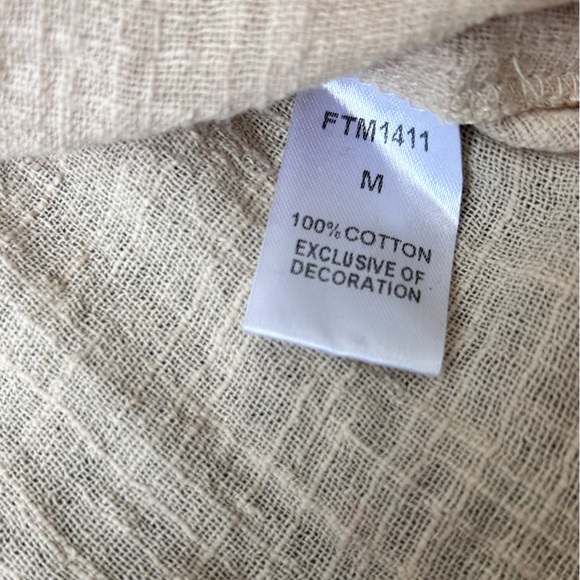 FTM1411
M
100% COTTON
EXCLUSIVE OF
DECORATION